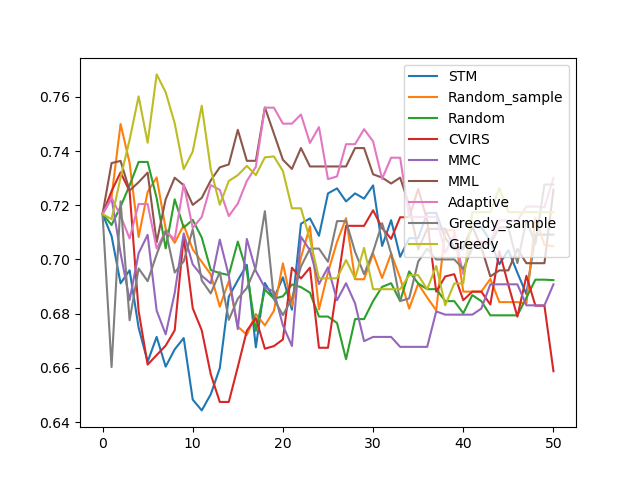 STM
Random_sample
Random
CVIRS
MMC
MML
Adaptive
Greedy_sample
Greedy
0.76
0.74
0.72
0.70
0.68
0.66
0.64
0 10 20 30 40 50